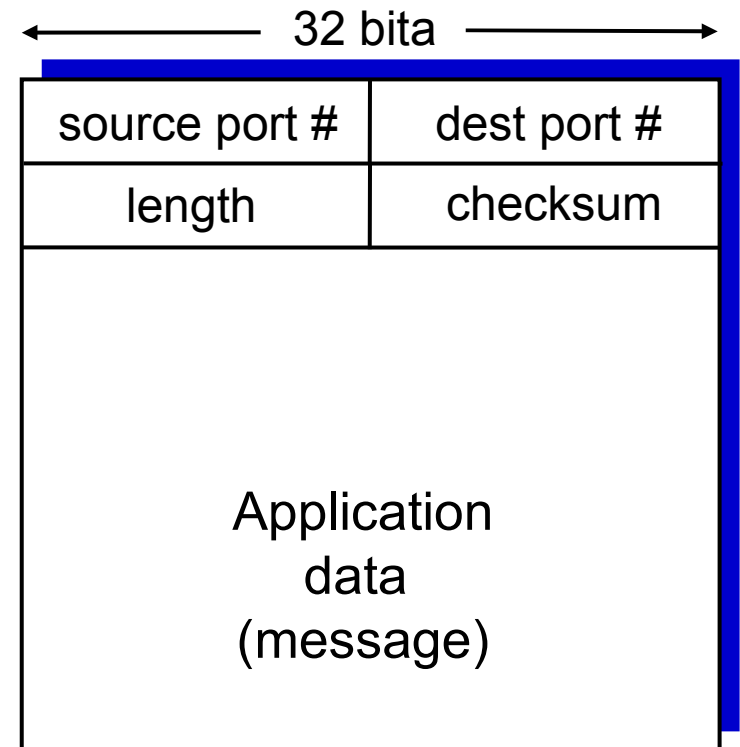 32 bita
source port # dest port #
length checksum
Application
data
(message)